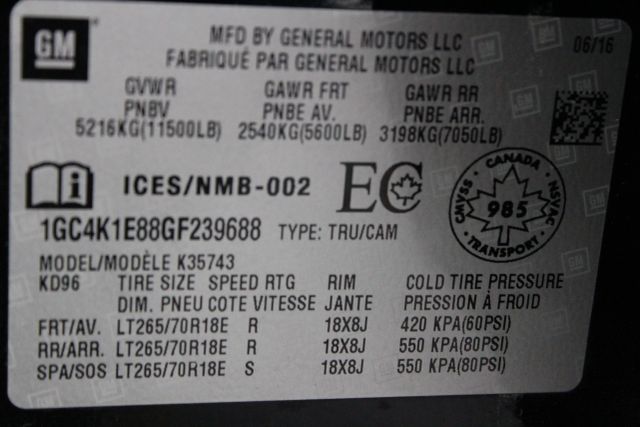 GM
MFD BY GENERAL MOTORS LLC
FABRIQUÉ PAR GENERAL MOTORS LLC
06/16
GVWR GAWR FRT GAWR RR
PNBV PNBE AV. PNBE ARR.
5216KG(11500LB) 2540KG(5600LB) 3198KG(7050LB)
ICES/NMB-002
EC
CANADA
CMVSS
NSVAC
985
TRANSPORT
1GC4K1E88GF239688 TYPE: TRU/CAM
MODEL/MODÈLE K35743
KD96 TIRE SIZE SPEED RTG RIM COLD TIRE PRESSURE
DIM. PNEU COTE VITESSE JANTE PRESSION À FROID
FRT/AV. LT265/70R18E R 18X8J 420 KPA(60PSI)
RR/ARR. LT265/70R18E R 18X8J 550 KPA(80PSI)
SPA/SOS LT265/70R18E S 18X8J 550 KPA(80PSI)